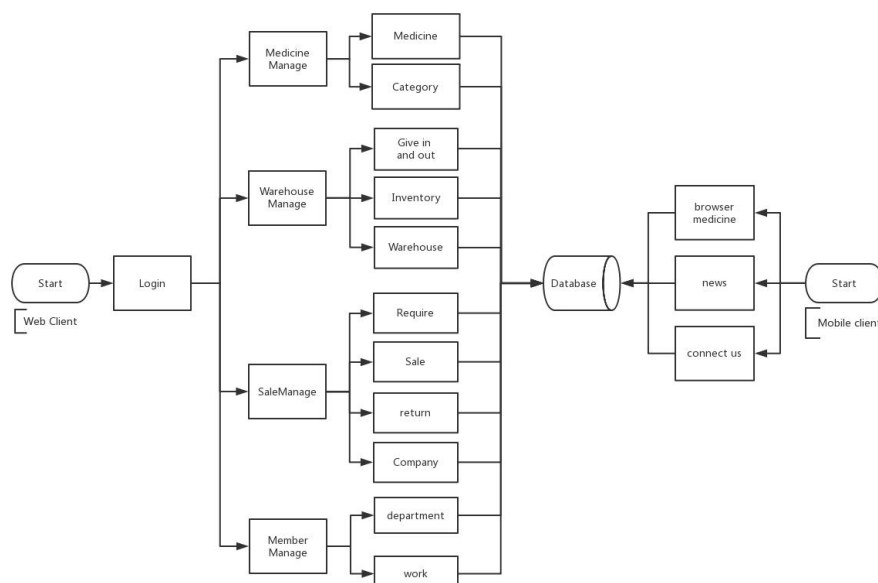 Medicine
Medicine
Manage
Category
Give in
and out
Warehouse
Manage
Inventory
Warehouse
browser
medicine
Start
Login
Database
news
Start
Web Client
Mobile client
Require
connect us
Sale
SaleManage
return
Company
department
Member
Manage
work